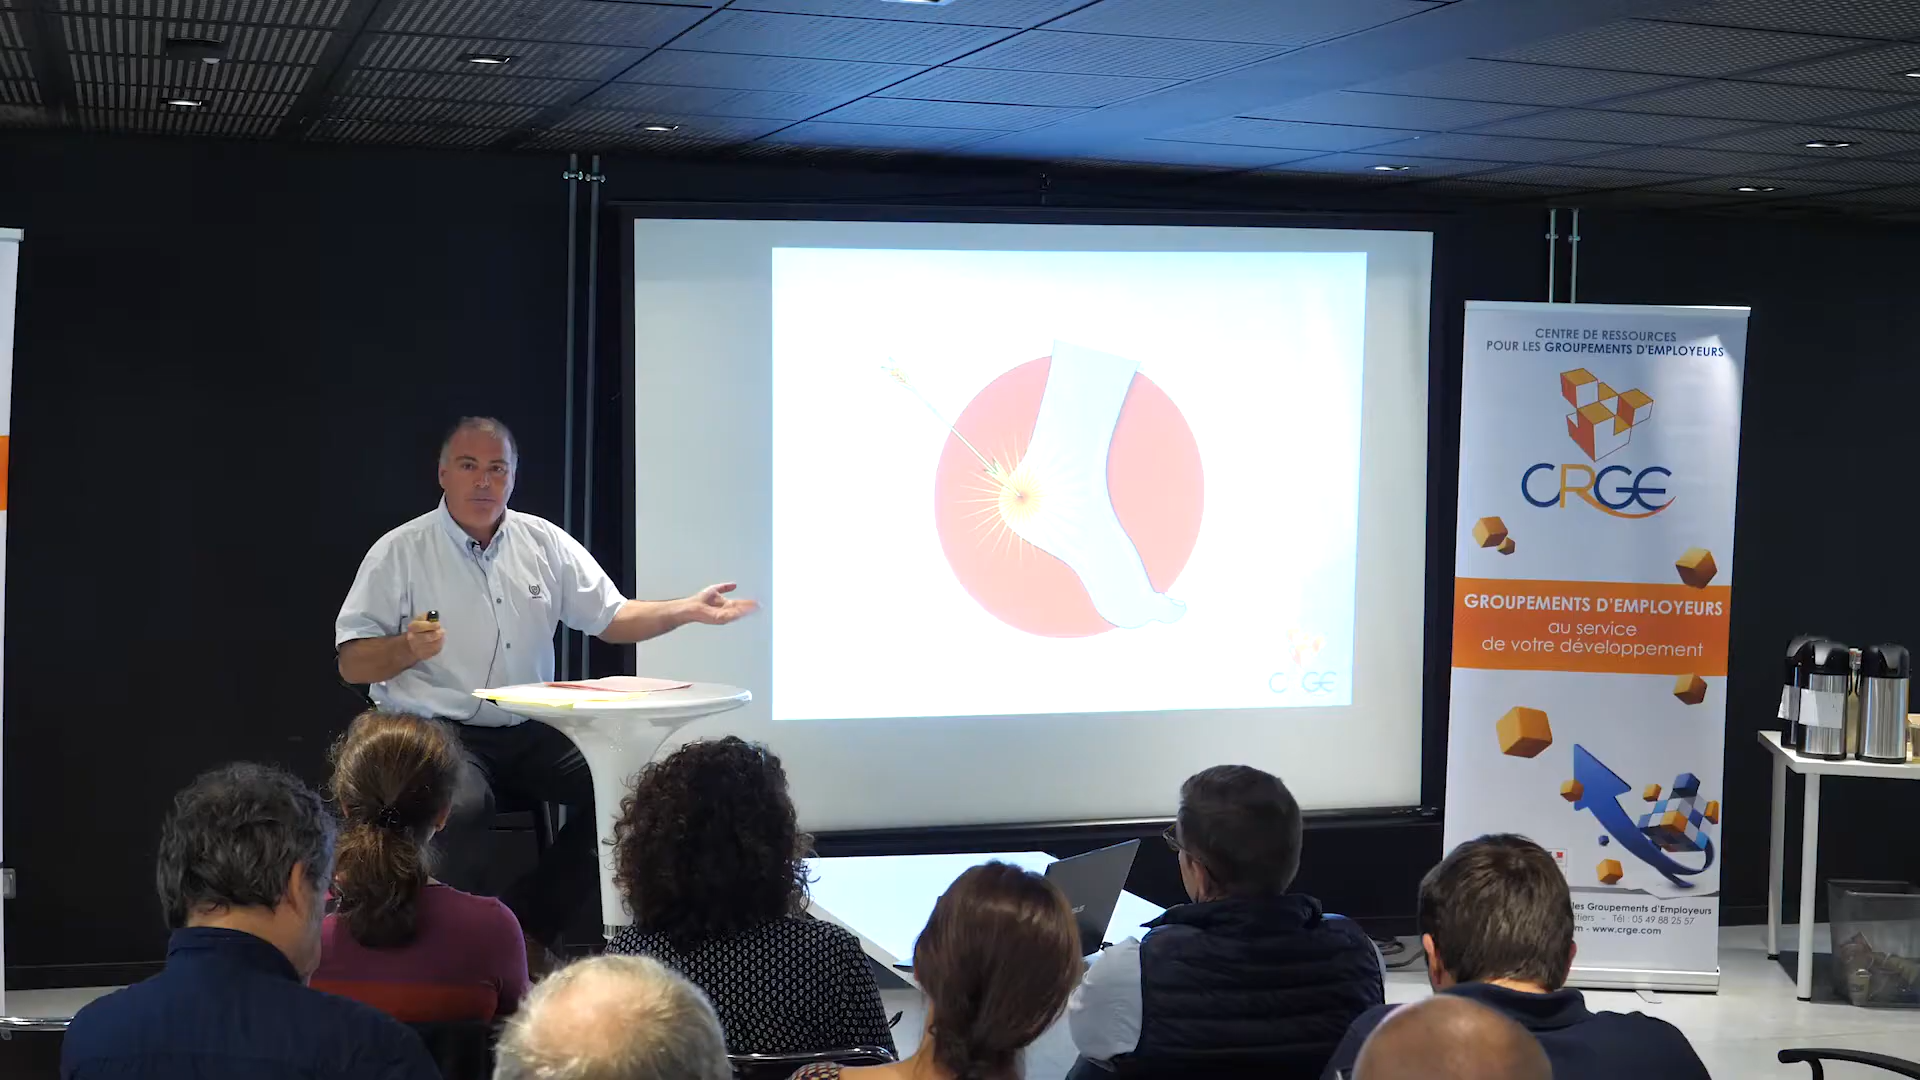 CENTRE DE RESSOURCES
POUR LES GROUPEMENTS D'EMPLOYEURS
CRGE
GROUPEMENTS D'EMPLOYEURS
au service
de votre développement
les Groupements d'Employeurs
- Tél : 05 49 88 25 57
- www.crge.com
CRGE